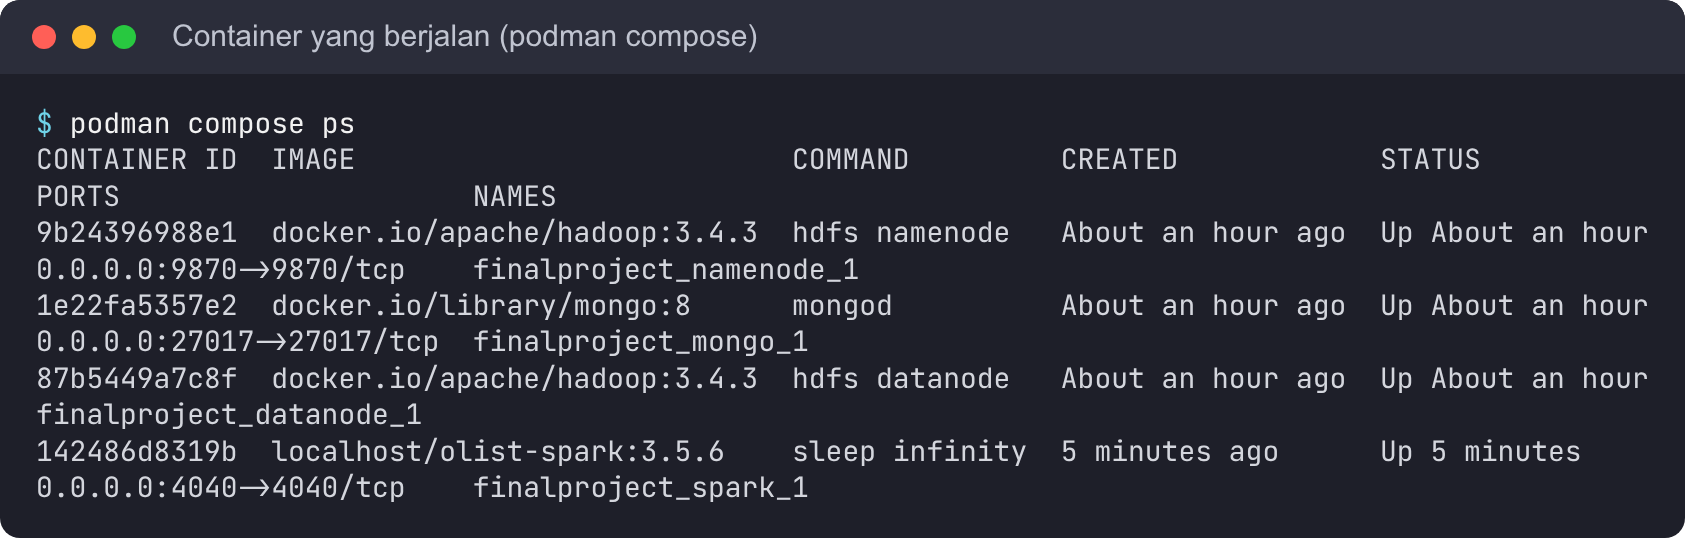 Container yang berjalan (podman compose)
$ podman compose ps
CONTAINER ID  IMAGE                          COMMAND         CREATED            STATUS
PORTS                     NAMES
9b24396988e1  docker.io/apache/hadoop:3.4.3  hdfs namenode   About an hour ago  Up About an hour
0.0.0.0:9870->9870/tcp    finalproject_namenode_1
1e22fa5357e2  docker.io/library/mongo:8      mongod          About an hour ago  Up About an hour
0.0.0.0:27017->27017/tcp  finalproject_mongo_1
87b5449a7c8f  docker.io/apache/hadoop:3.4.3  hdfs datanode   About an hour ago  Up About an hour
finalproject_datanode_1
142486d8319b  localhost/olist-spark:3.5.6    sleep infinity  5 minutes ago      Up 5 minutes
0.0.0.0:4040->4040/tcp    finalproject_spark_1